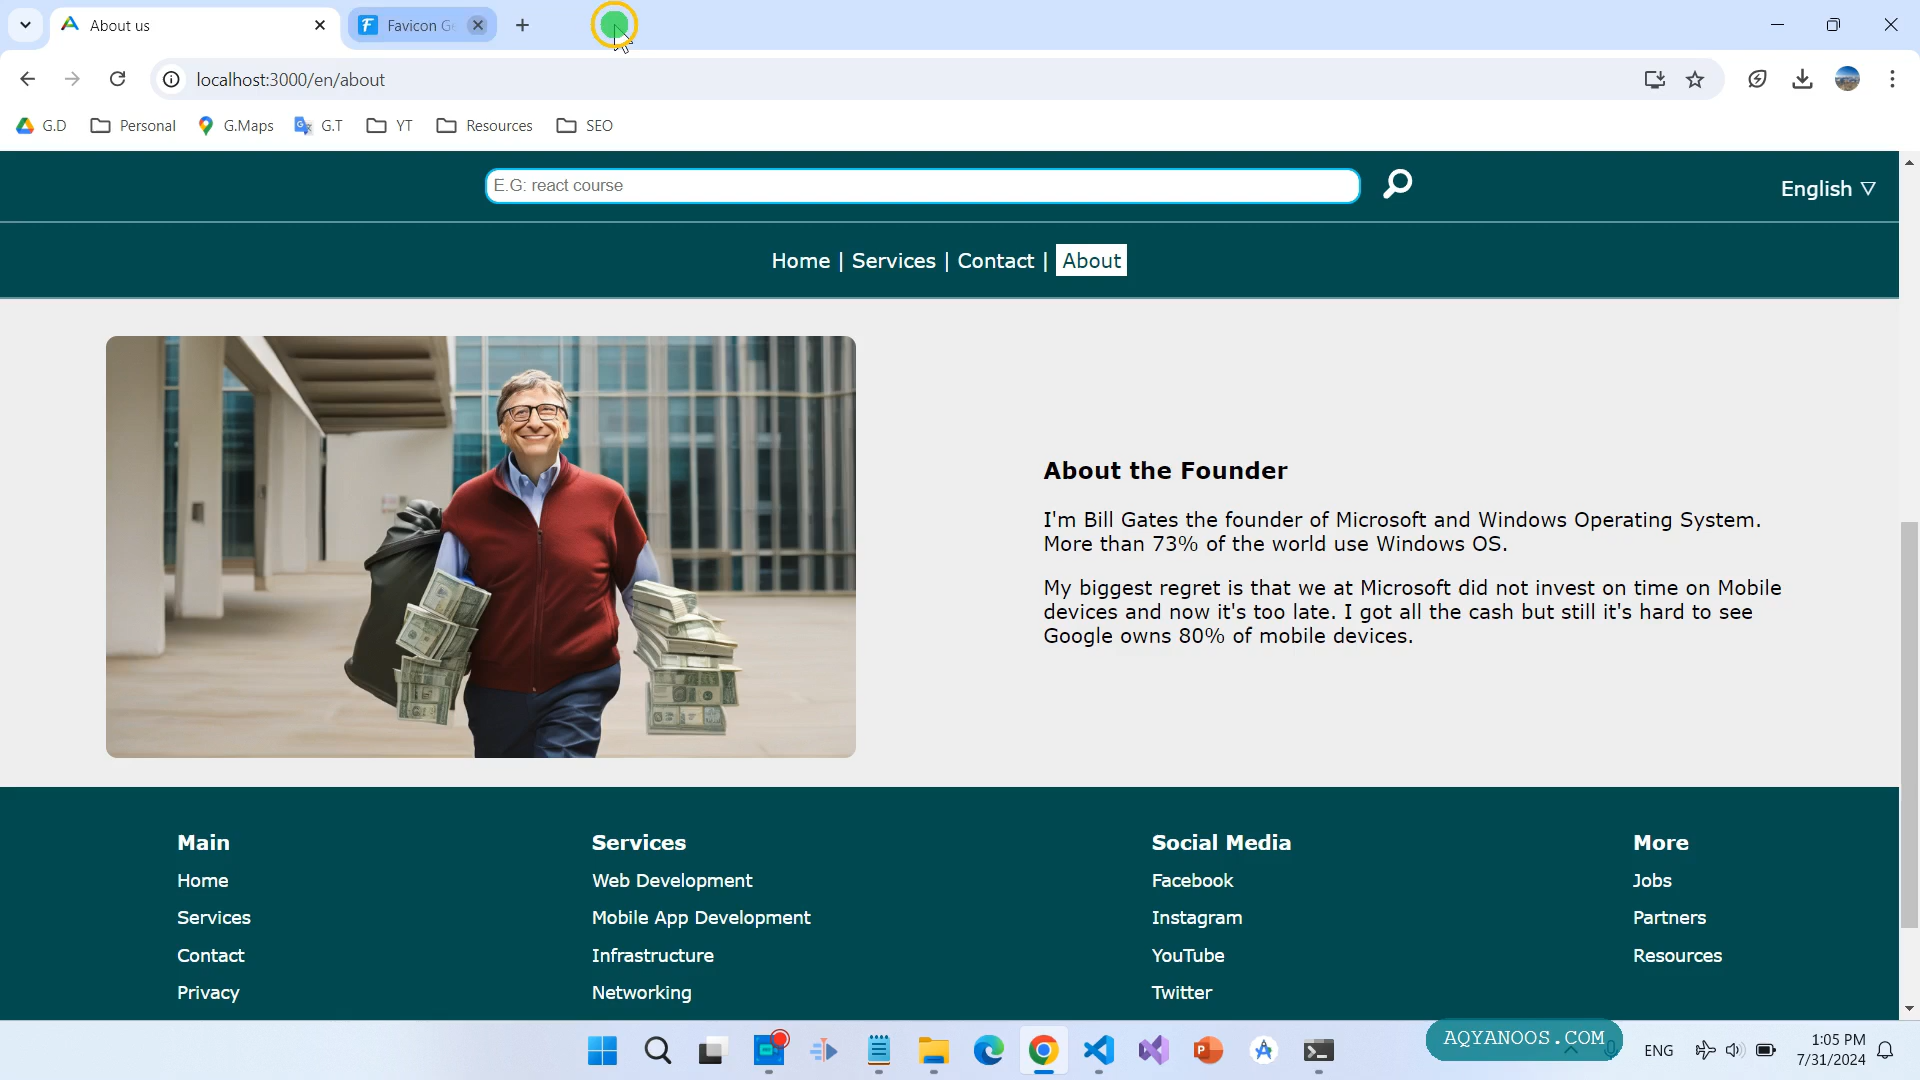 About us
Favicon Ge
localhost:3000/en/about
G.D
Personal
G.Maps
G.T
YT
Resources
SEO
E.G: react course
English ▽
Home | Services | Contact | About
About the Founder
I'm Bill Gates the founder of Microsoft and Windows Operating System.
More than 73% of the world use Windows OS.
My biggest regret is that we at Microsoft did not invest on time on Mobile
devices and now it's too late. I got all the cash but still it's hard to see
Google owns 80% of mobile devices.
Main
Home
Services
Contact
Privacy
Services
Web Development
Mobile App Development
Infrastructure
Networking
Social Media
Facebook
Instagram
YouTube
Twitter
More
Jobs
Partners
Resources
AQYANOOS.COM
ENG
1:05 PM
7/31/2024